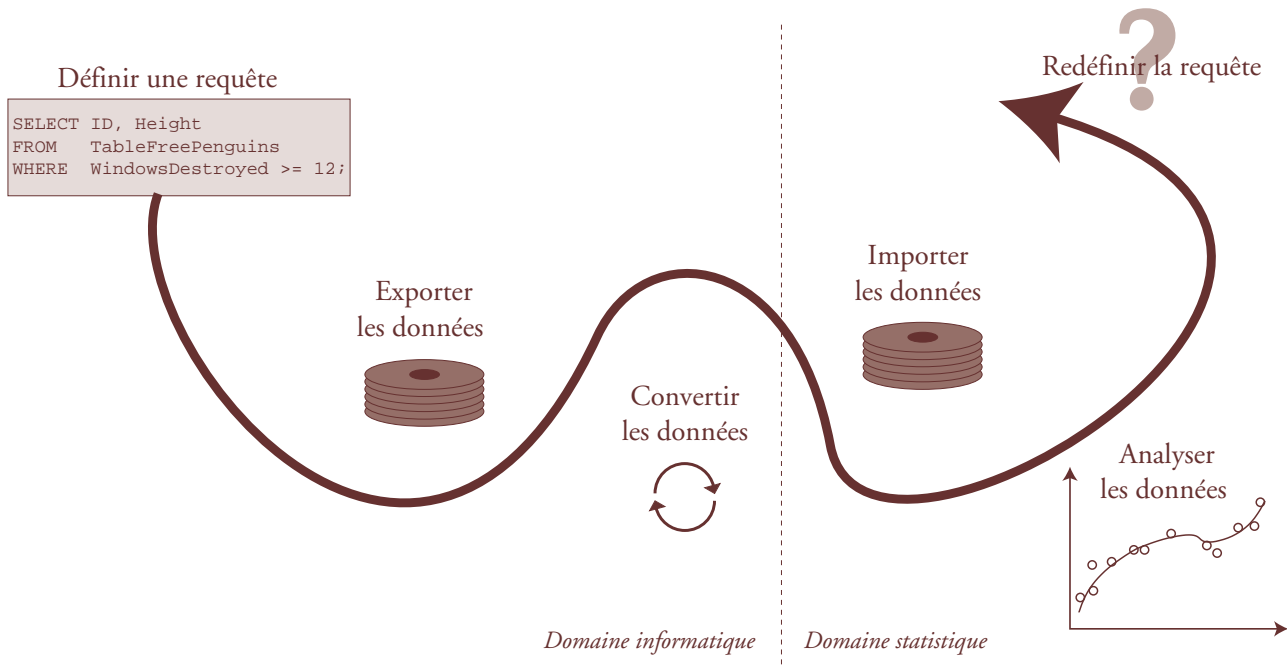 Définir une requête
SELECT ID, Height
FROM   TableFreePenguins
WHERE  WindowsDestroyed >= 12;
Exporter
les données
Convertir
les données
Importer
les données
Analyser
les données
?
Redéfinir la requête
Domaine informatique
Domaine statistique